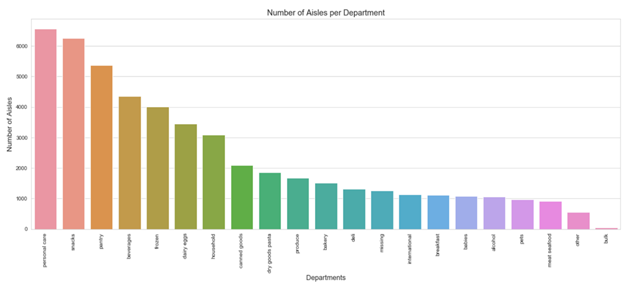 Number of Aisles per Department
Number of Aisles
6000
5000
4000
3000
2000
1000
0
personal care
snacks
pantry
beverages
frozen
dairy eggs
household
canned goods
dry goods pasta
produce
bakery
deli
missing
international
breakfast
babies
alcohol
pets
meat seafood
other
bulk
Departments